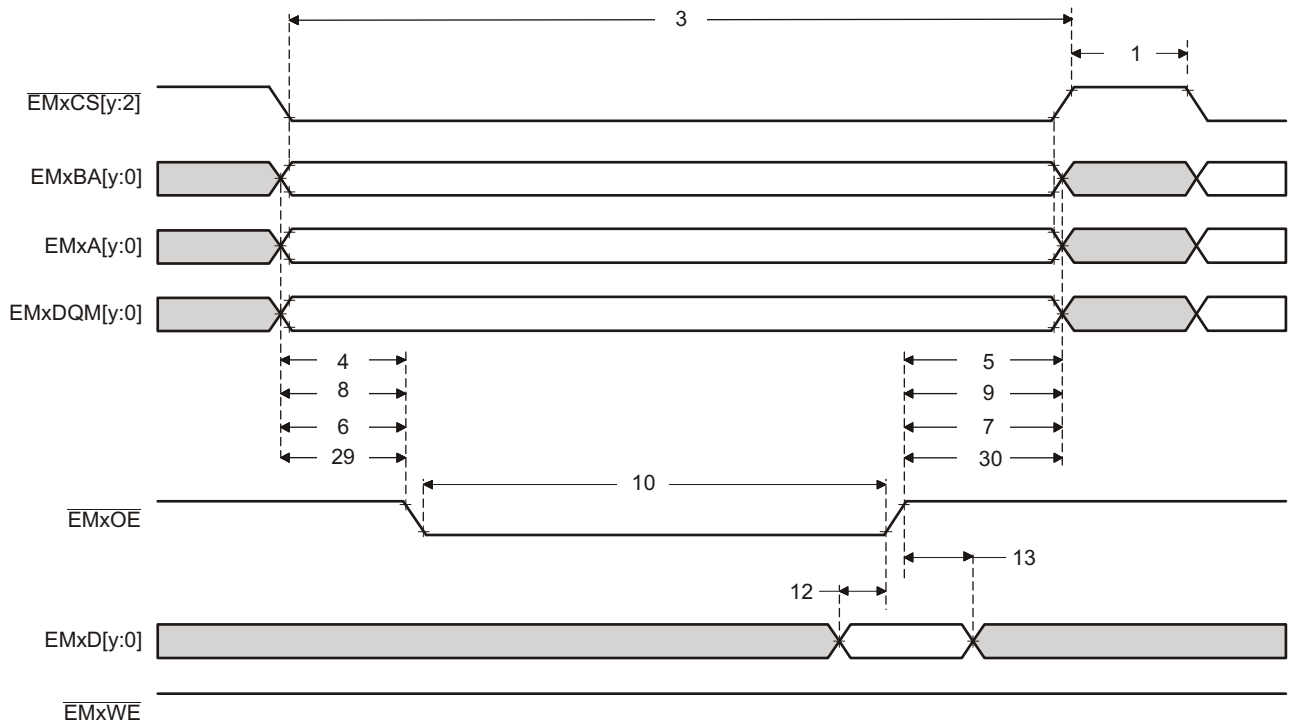 3
1
EMxCS[y:2]
EMxBA[y:0]
EMxA[y:0]
EMxDQM[y:0]
4 5
8 9
6 7
29 30
10
EMxOE
13
12
EMxD[y:0]
EMxWE